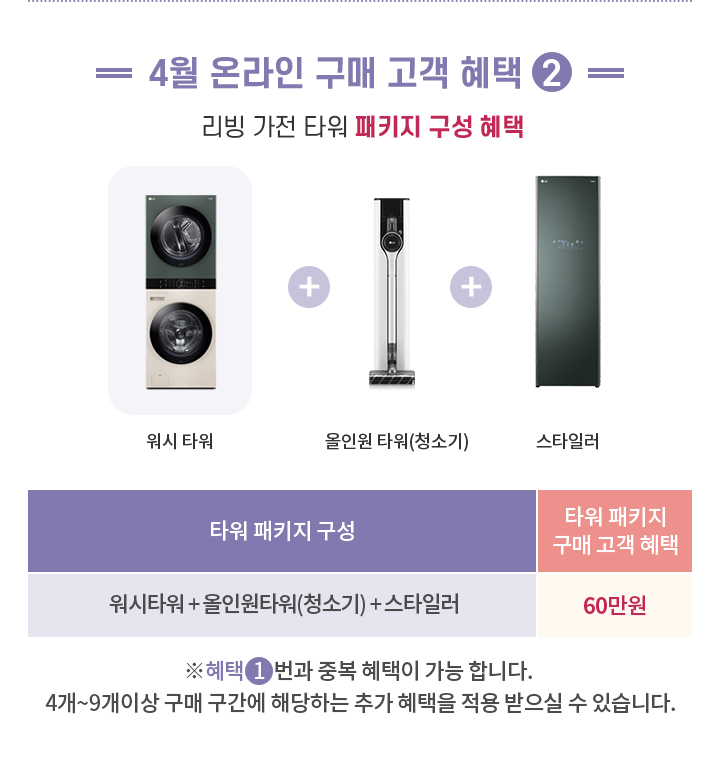 4월 온라인 구매 고객 혜택 2
리빙 가전 타워 패키지 구성 혜택
+ +
워시 타워 올인원 타워(청소기) 스타일러
타워 패키지 구성
타워 패키지
구매 고객 혜택
워시타워 + 올인원타워(청소기) + 스타일러
60만원
※혜택1번과 중복 혜택이 가능 합니다.
4개~9개이상 구매 구간에 해당하는 추가 혜택을 적용 받으실 수 있습니다.